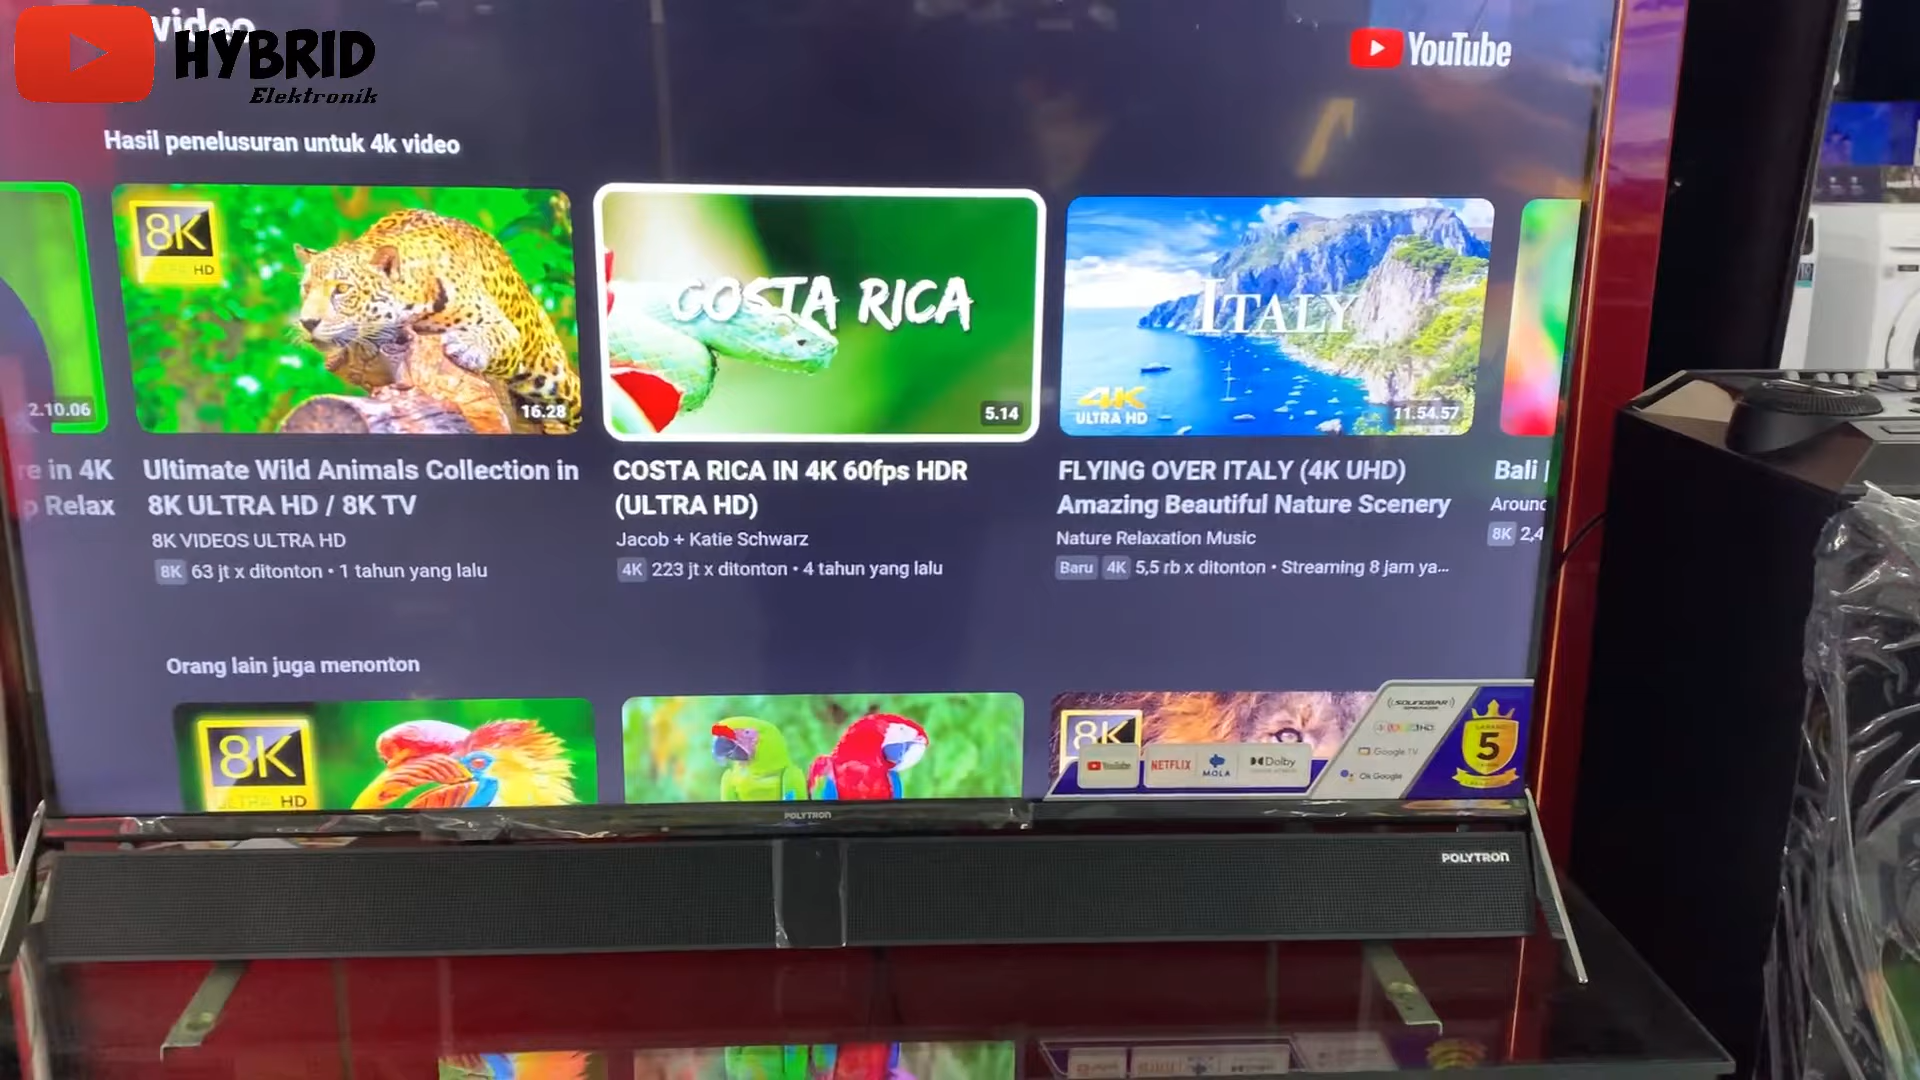 video
HYBRID
Elektronik
YouTube
Hasil penelusuran untuk 4k video
8K
HD
16.28
COSTA RICA
5.14
ITALY
4K
ULTRA HD
11.54.57
2.10.06
re in 4K
Relax
Ultimate Wild Animals Collection in
8K ULTRA HD / 8K TV
8K VIDEOS ULTRA HD
8K 63 jt x ditonton • 1 tahun yang lalu
COSTA RICA IN 4K 60fps HDR
(ULTRA HD)
Jacob + Katie Schwarz
4K 223 jt x ditonton • 4 tahun yang lalu
FLYING OVER ITALY (4K UHD)
Amazing Beautiful Nature Scenery
Nature Relaxation Music
Baru 4K 5,5 rb x ditonton • Streaming 8 jam ya...
Bali |
Around
8K 2,4
Orang lain juga menonton
8K
ULTRA HD
8K
YouTube
NETFLIX
MOLA
Dolby
SOUNDBAR
Google TV
Ok Google
5
POLYTRON
POLYTRON